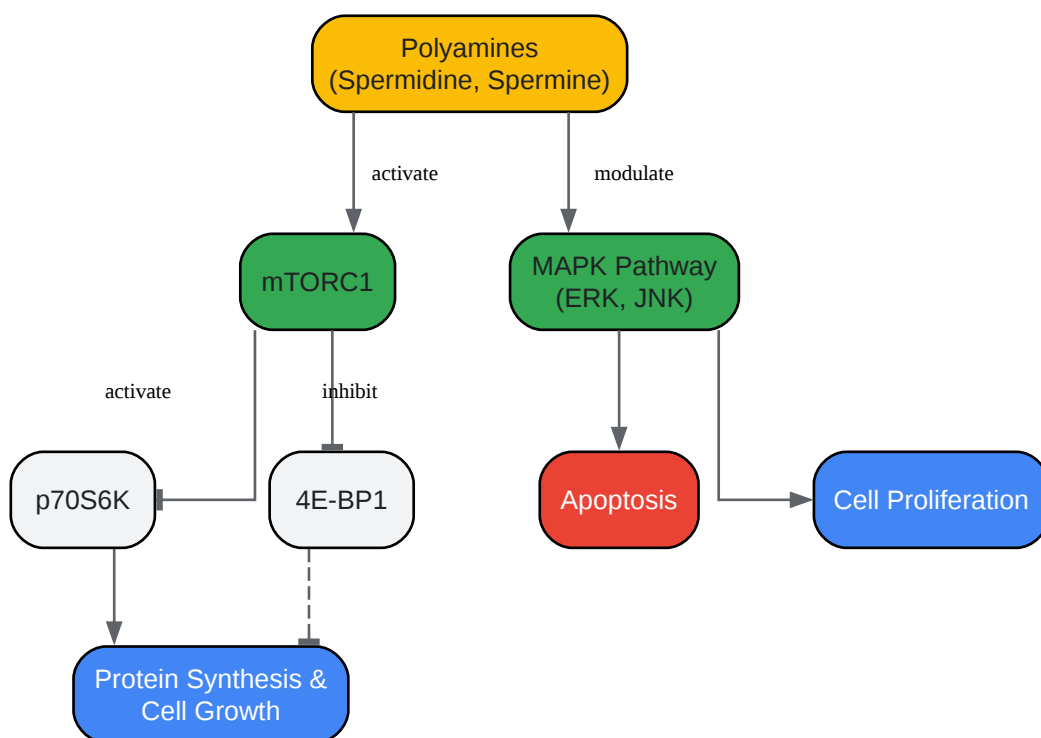 Polyamines
(Spermidine, Spermine)
activate
modulate
mTORC1
MAPK Pathway
(ERK, JNK)
activate
inhibit
p70S6K
4E-BP1
Apoptosis
Cell Proliferation
Protein Synthesis &
Cell Growth